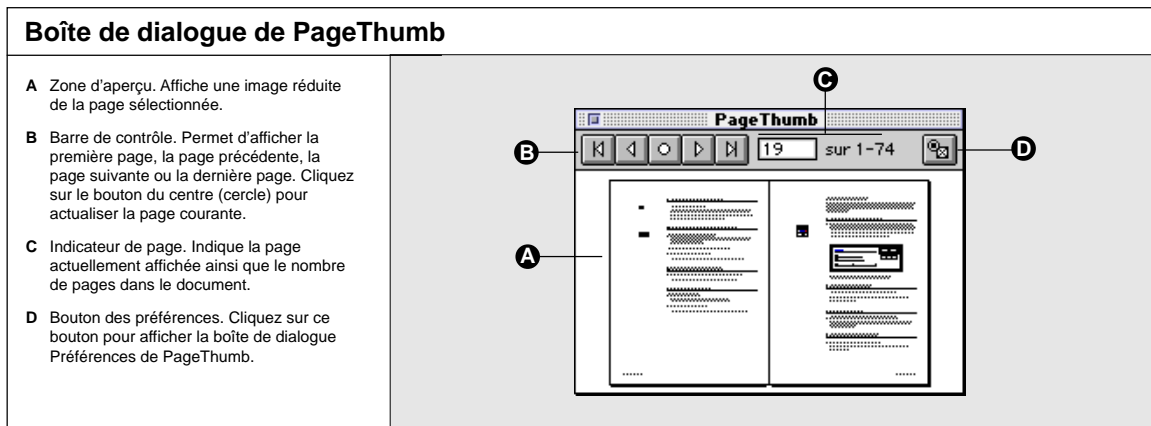 Boîte de dialogue de PageThumb
A Zone d'aperçu. Affiche une image réduite
de la page sélectionnée.
B Barre de contrôle. Permet d'afficher la
première page, la page précédente, la
page suivante ou la dernière page. Cliquez
sur le bouton du centre (cercle) pour
actualiser la page courante.
C Indicateur de page. Indique la page
actuellement affichée ainsi que le nombre
de pages dans le document.
D Bouton des préférences. Cliquez sur ce
bouton pour afficher la boîte de dialogue
Préférences de PageThumb.
C
PageThumb
B
19 sur 1-74
D
A